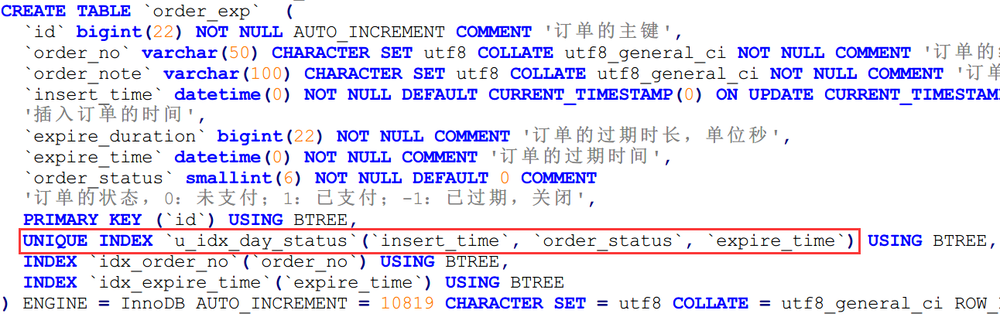 CREATE TABLE `order_exp`  (
`id` bigint(22) NOT NULL AUTO_INCREMENT COMMENT '订单的主键',
`order_no` varchar(50) CHARACTER SET utf8 COLLATE utf8_general_ci NOT NULL COMMENT '订单的
`order_note` varchar(100) CHARACTER SET utf8 COLLATE utf8_general_ci NOT NULL COMMENT '订单
`insert_time` datetime(0) NOT NULL DEFAULT CURRENT_TIMESTAMP(0) ON UPDATE CURRENT_TIMESTAM
'插入订单的时间',
`expire_duration` bigint(22) NOT NULL COMMENT '订单的过期时长，单位秒',
`expire_time` datetime(0) NOT NULL COMMENT '订单的过期时间',
`order_status` smallint(6) NOT NULL DEFAULT 0 COMMENT
'订单的状态，0：未支付；1：已支付；-1：已过期，关闭',
PRIMARY KEY (`id`) USING BTREE,
UNIQUE INDEX `u_idx_day_status`(`insert_time`, `order_status`, `expire_time`) USING BTREE,
INDEX `idx_order_no`(`order_no`) USING BTREE,
INDEX `idx_expire_time`(`expire_time`) USING BTREE
) ENGINE = InnoDB AUTO_INCREMENT = 10819 CHARACTER SET = utf8 COLLATE = utf8_general_ci ROW_